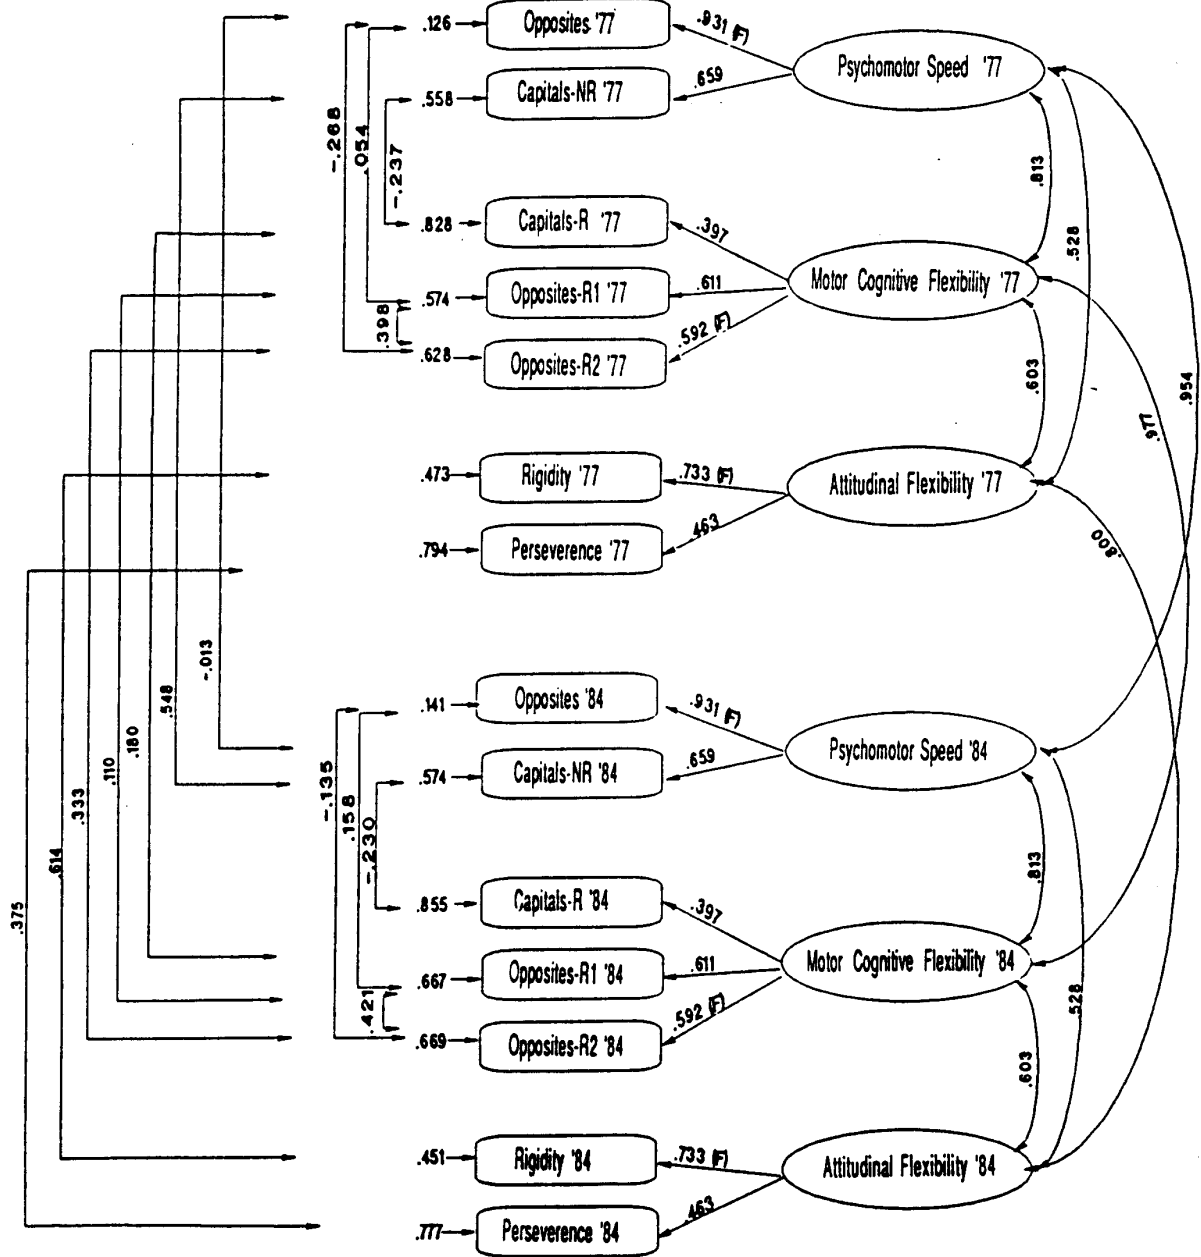 .126
Opposites '77
.931 (F)
Psychomotor Speed '77
.558
Capitals-NR '77
.659
-.268
.054
-.237
.813
.828
Capitals-R '77
.397
.528
Motor Cognitive Flexibility '77
.574
Opposites-R1 '77
.611
.398
.592 (F)
.628
Opposites-R2 '77
.603
.954
.977
.473
Rigidity '77
.733 (F)
Attitudinal Flexibility '77
.463
.794
Perseverence '77
.800
-.013
.548
.141
Opposites '84
.931 (F)
.180
.110
.333
Psychomotor Speed '84
.574
Capitals-NR '84
.659
-.135
.158
-.230
.614
.813
.375
.855
Capitals-R '84
.397
Motor Cognitive Flexibility '84
.667
Opposites-R1 '84
.611
.528
.421
.592 (F)
.669
Opposites-R2 '84
.603
.451
Rigidity '84
.733 (F)
Attitudinal Flexibility '84
.463
.777
Perseverence '84